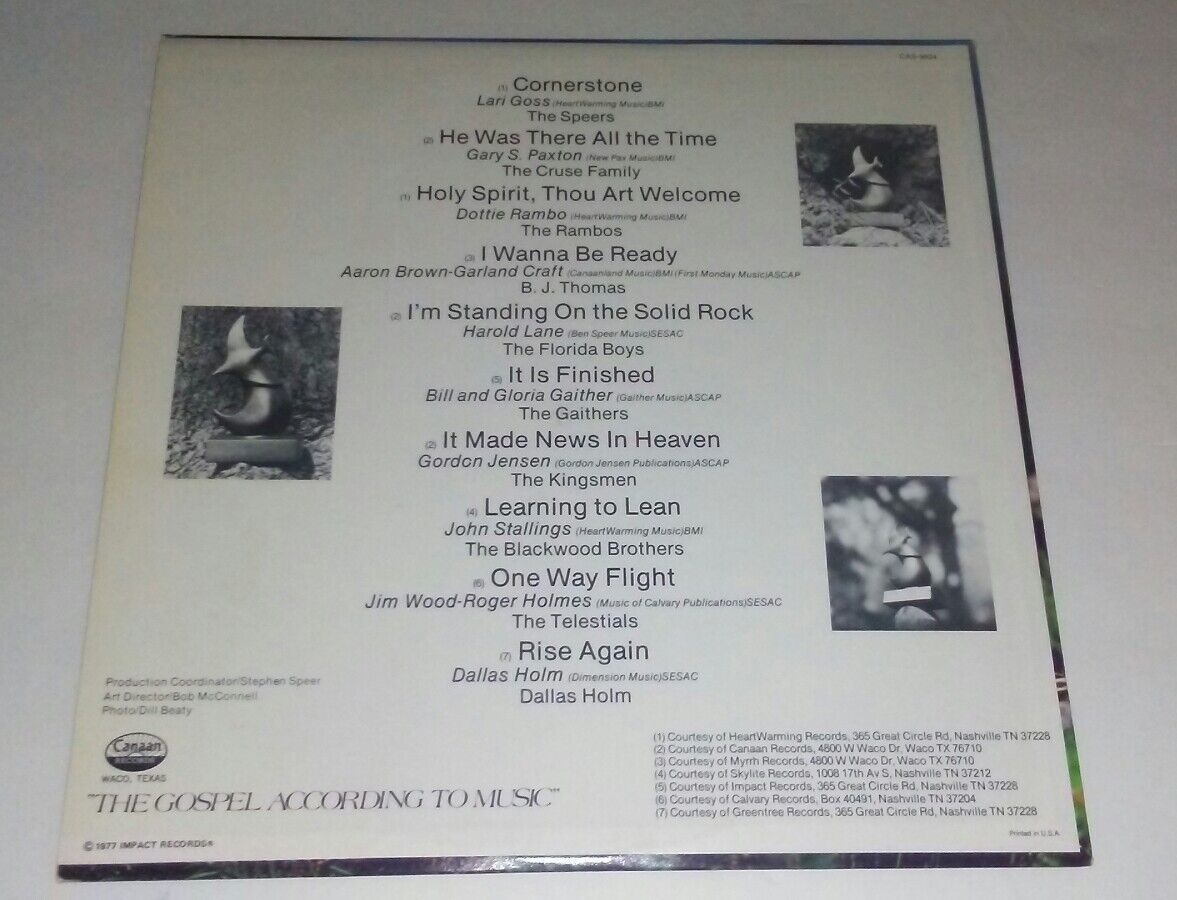 CAS-9804
(1) Cornerstone
Lari Goss (HeartWarming Music)BMI
The Speers
(2) He Was There All the Time
Gary S. Paxton (New Pax Music)BMI
The Cruse Family
(1) Holy Spirit, Thou Art Welcome
Dottie Rambo (HeartWarming Music)BMI
The Rambos
(3) I Wanna Be Ready
Aaron Brown-Garland Craft (Canaanland Music)BMI (First Monday Music)ASCAP
B. J. Thomas
(2) I'm Standing On the Solid Rock
Harold Lane (Ben Speer Music)SESAC
The Florida Boys
(5) It Is Finished
Bill and Gloria Gaither (Gaither Music)ASCAP
The Gaithers
(2) It Made News In Heaven
Gordon Jensen (Gordon Jensen Publications)ASCAP
The Kingsmen
(4) Learning to Lean
John Stallings (HeartWarming Music)BMI
The Blackwood Brothers
(6) One Way Flight
Jim Wood-Roger Holmes (Music of Calvary Publications)SESAC
The Telestials
(7) Rise Again
Dallas Holm (Dimension Music)SESAC
Dallas Holm
Production Coordinator/Stephen Speer
Art Director/Bob McConnell
Photo/Dill Beaty
Canaan
RECORDS
WACO, TEXAS
"THE GOSPEL ACCORDING TO MUSIC"
© 1977 IMPACT RECORDS®
(1) Courtesy of HeartWarming Records, 365 Great Circle Rd, Nashville TN 37228
(2) Courtesy of Canaan Records, 4800 W Waco Dr. Waco TX 76710
(3) Courtesy of Myrrh Records, 4800 W Waco Dr, Waco TX 76710
(4) Courtesy of Skylite Records, 1008 17th Av S, Nashville TN 37212
(5) Courtesy of Impact Records, 365 Great Circle Rd, Nashville TN 37228
(6) Courtesy of Calvary Records, Box 40491, Nashville TN 37204
(7) Courtesy of Greentree Records, 365 Great Circle Rd, Nashville TN 37228
Printed in U.S.A.